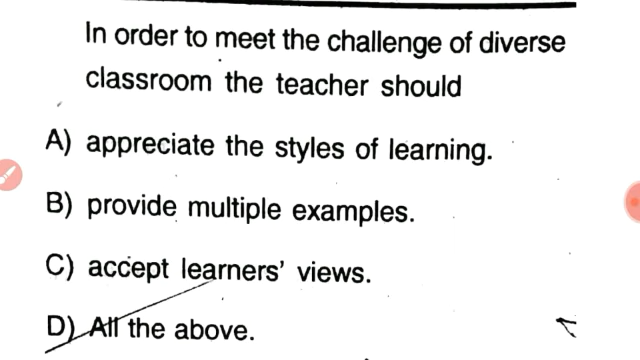 In order to meet the challenge of diverse
classroom the teacher should
A) appreciate the styles of learning.
B) provide multiple examples.
C) accept learners' views.
D) All the above.